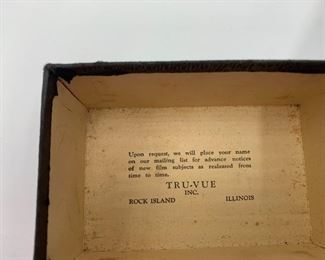 Upon request, we will place your name
on our mailing list for advance notices
of new film subjects as realeased from
time to time.
TRU-VUE
INC.
ROCK ISLAND ILLINOIS